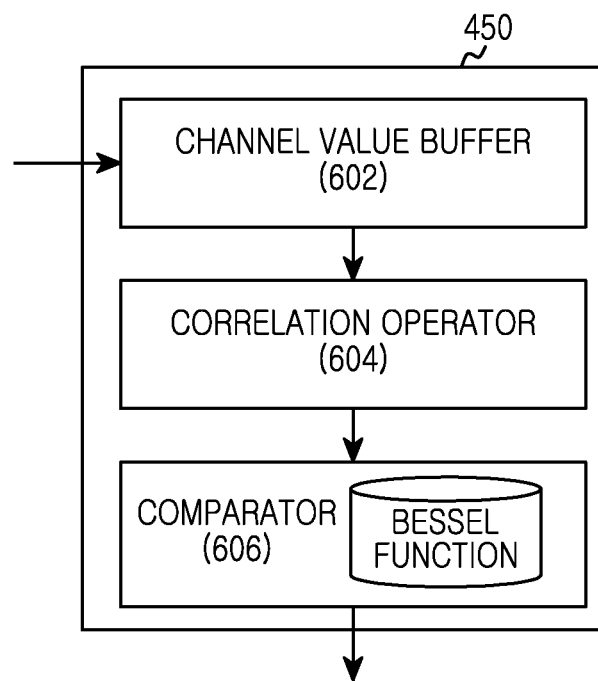 450
CHANNEL VALUE BUFFER
(602)
CORRELATION OPERATOR
(604)
COMPARATOR
(606)
BESSEL
FUNCTION